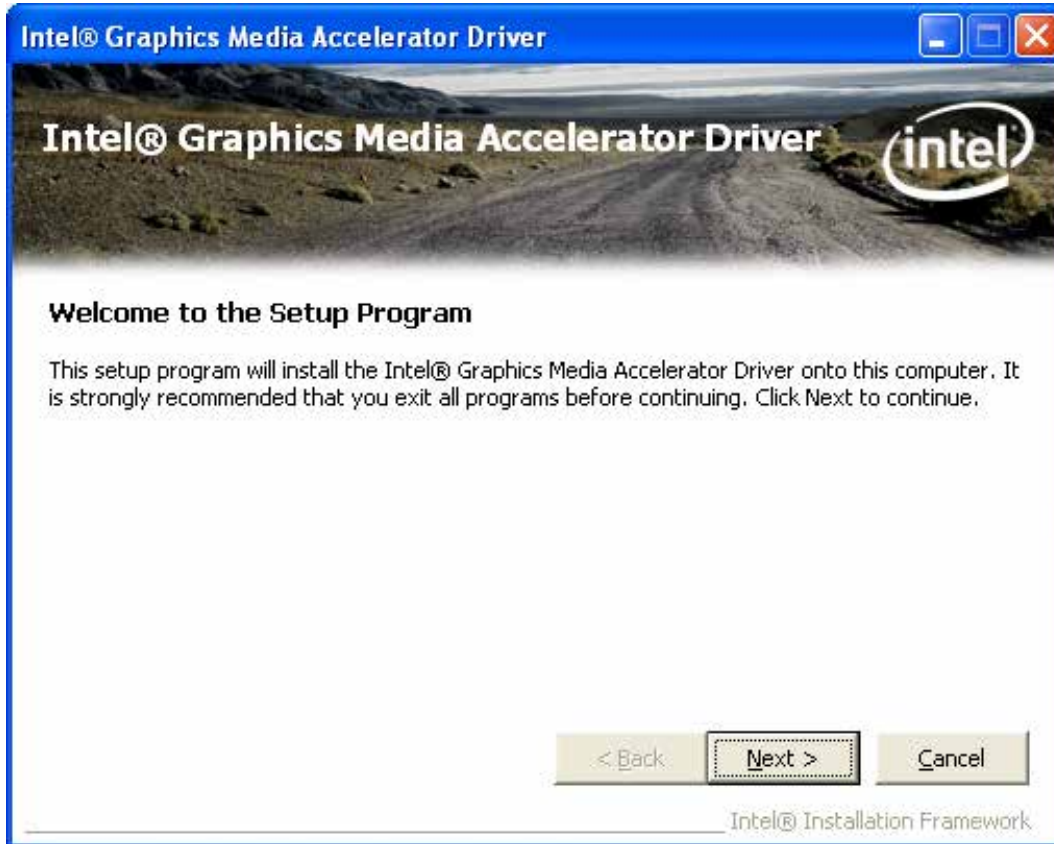 Intel® Graphics Media Accelerator Driver
Intel® Graphics Media Accelerator Driver
intel
Welcome to the Setup Program
This setup program will install the Intel® Graphics Media Accelerator Driver onto this computer. It
is strongly recommended that you exit all programs before continuing. Click Next to continue.
< Back
Next >
Cancel
Intel® Installation Framework